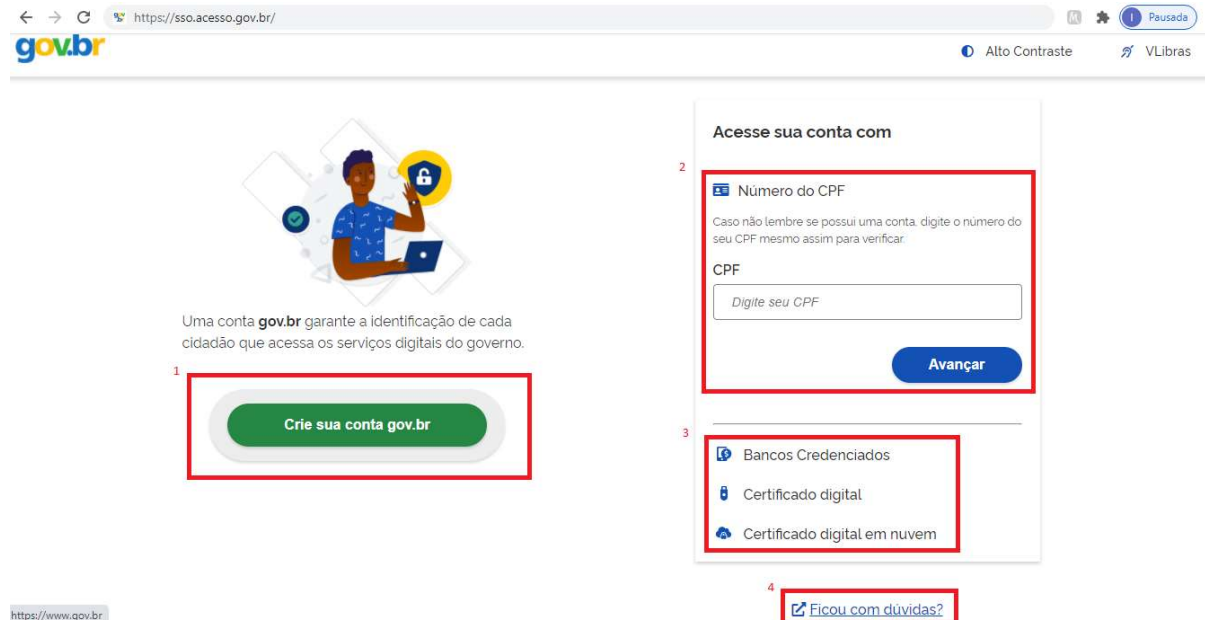 https://sso.acesso.gov.br/
I Pausada
gov.br
Alto Contraste
VLibras
Uma conta gov.br garante a identificação de cada
cidadão que acessa os serviços digitais do governo.
1
Crie sua conta gov.br
Acesse sua conta com
2
Número do CPF
Caso não lembre se possui uma conta, digite o número do
seu CPF mesmo assim para verificar.
CPF
Digite seu CPF
Avançar
3
Bancos Credenciados
Certificado digital
Certificado digital em nuvem
4
Ficou com dúvidas?
https://www.gov.br